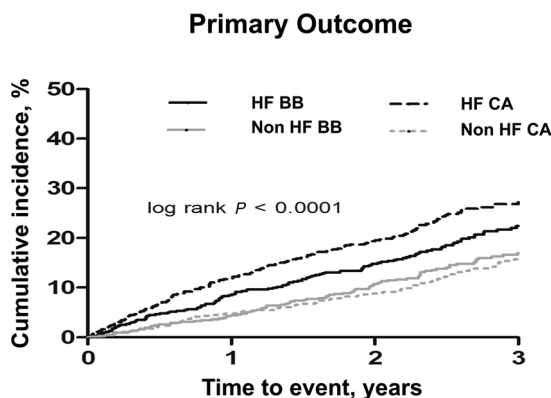 Primary Outcome
Cumulative incidence, %
50
40
30
20
10
0
HF BB
HF CA
Non HF BB
Non HF CA
log rank P < 0.0001
0
1
2
3
Time to event, years